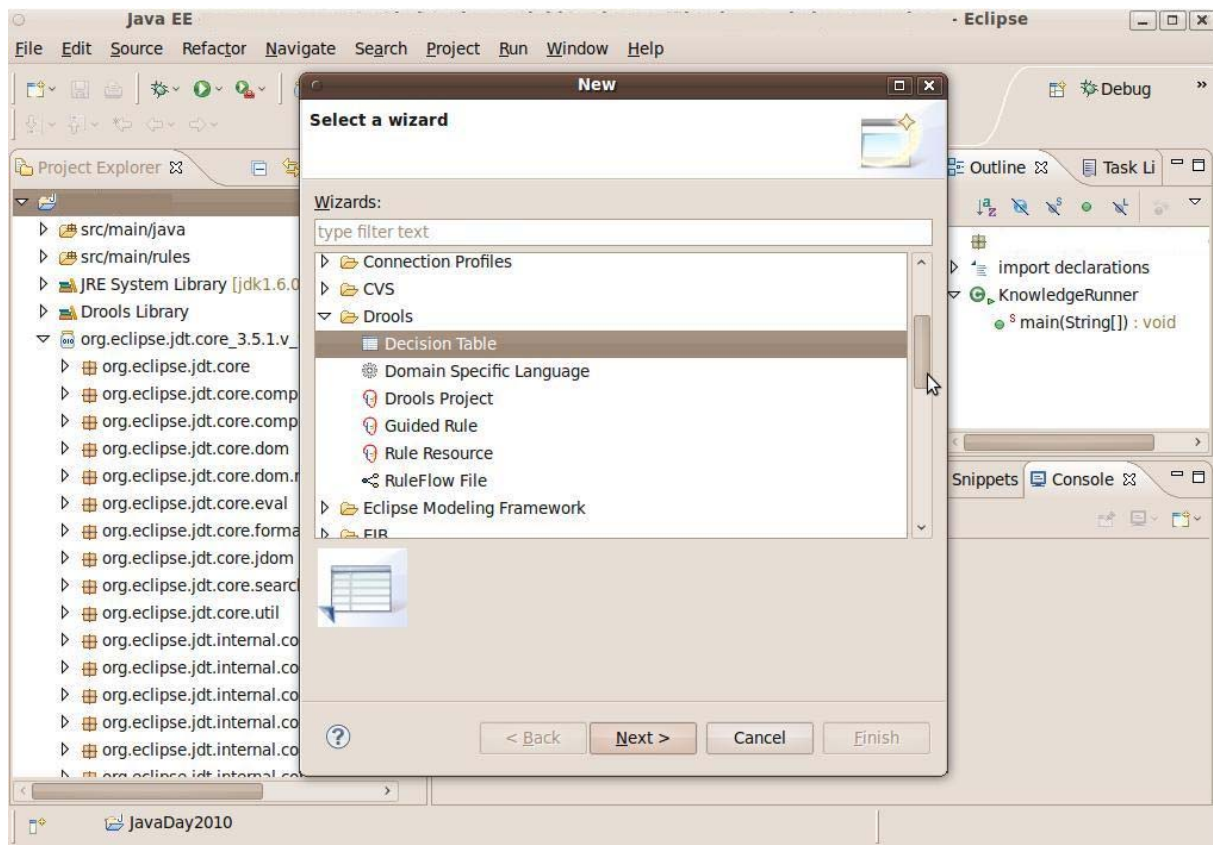 Java EE - Eclipse
File Edit Source Refactor Navigate Search Project Run Window Help
Debug »
New
Select a wizard
Wizards:
type filter text
Connection Profiles
CVS
Drools
Decision Table
Domain Specific Language
Drools Project
Guided Rule
Rule Resource
RuleFlow File
Eclipse Modeling Framework
EJB
< Back Next > Cancel Finish
Project Explorer
src/main/java
src/main/rules
JRE System Library [jdk1.6.0
Drools Library
org.eclipse.jdt.core_3.5.1.v_
org.eclipse.jdt.core
org.eclipse.jdt.core.comp
org.eclipse.jdt.core.comp
org.eclipse.jdt.core.dom
org.eclipse.jdt.core.dom.r
org.eclipse.jdt.core.eval
org.eclipse.jdt.core.forma
org.eclipse.jdt.core.jdom
org.eclipse.jdt.core.searcl
org.eclipse.jdt.core.util
org.eclipse.jdt.internal.co
org.eclipse.jdt.internal.co
org.eclipse.jdt.internal.co
org.eclipse.jdt.internal.co
org.eclipse.jdt.internal.co
Outline Task Li
import declarations
KnowledgeRunner
main(String[]) : void
Snippets Console
JavaDay2010